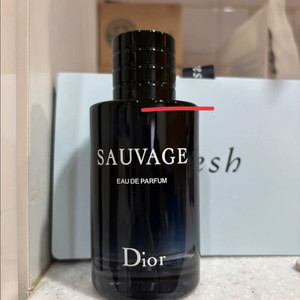 SAUVAGE
EAU DE PARFUM
Dior
esh